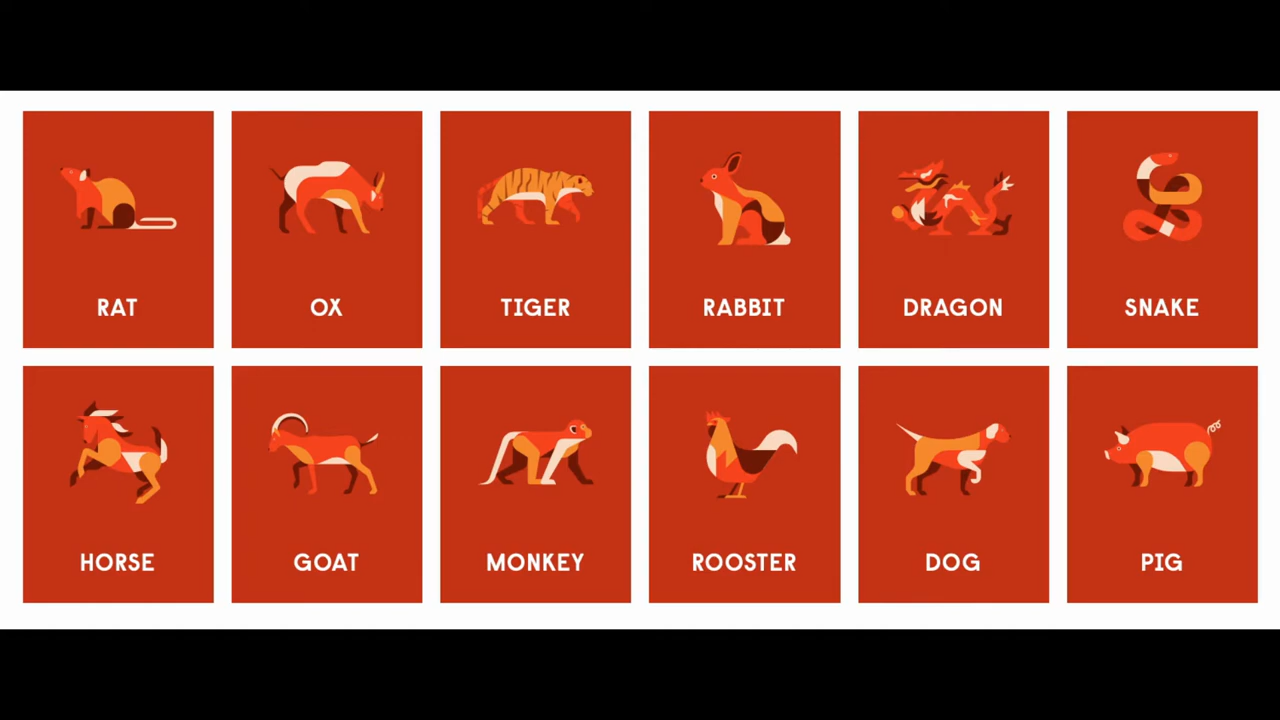 RAT
OX
TIGER
RABBIT
DRAGON
SNAKE
HORSE
GOAT
MONKEY
ROOSTER
DOG
PIG